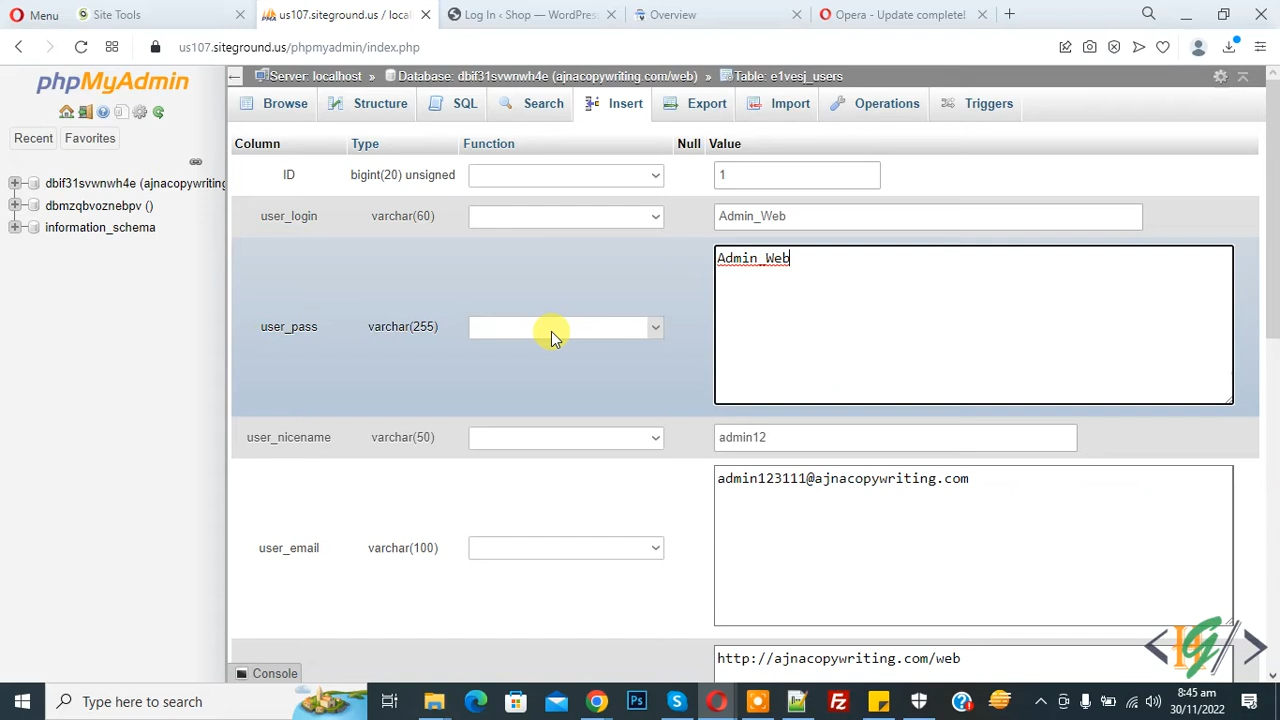 Menu
Site Tools
us107.siteground.us / local
Log In ‹ Shop — WordPress
Overview
Opera - Update complete!
us107.siteground.us/phpmyadmin/index.php
phpMyAdmin
Recent
Favorites
dbif31svwnwh4e (ajnacopywriting
dbmzqbvoznebpv ()
information_schema
Server: localhost » Database: dbif31svwnwh4e (ajnacopywriting.com/web) » Table: e1vesj_users
Browse Structure SQL Search Insert Export Import Operations Triggers
Column Type Function Null Value
ID bigint(20) unsigned 1
user_login varchar(60) Admin_Web
Admin_Web
user_pass varchar(255)
user_nicename varchar(50) admin12
admin123111@ajnacopywriting.com
user_email varchar(100)
http://ajnacopywriting.com/web
Console
Type here to search
8:45 am
30/11/2022